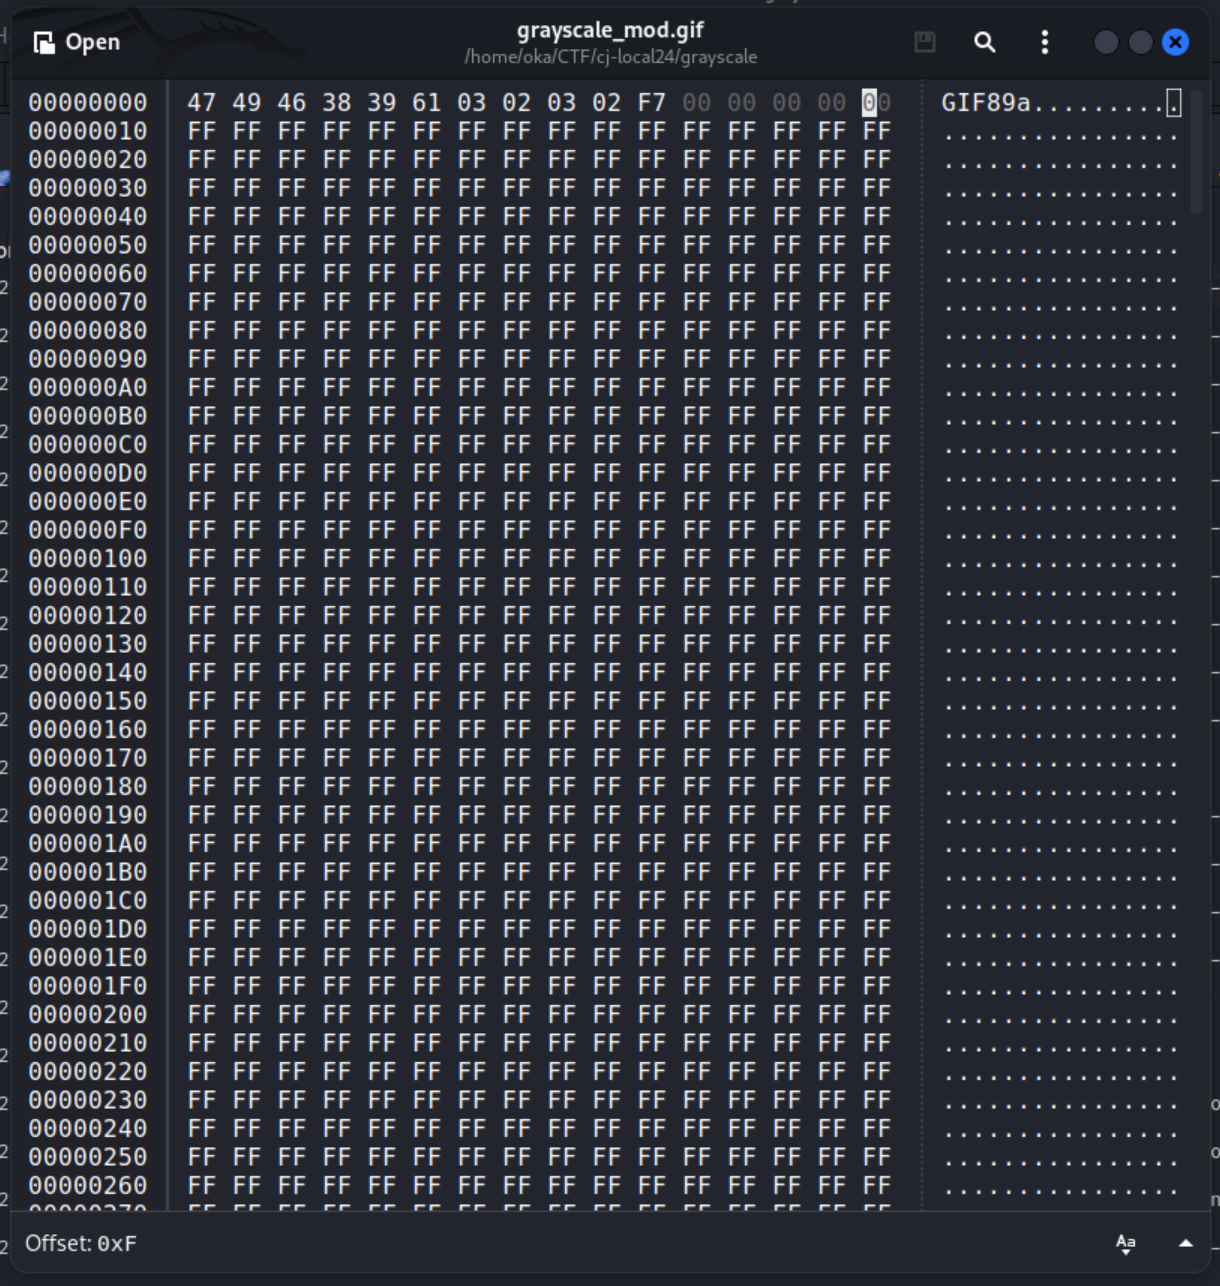 grayscale_mod.gif
Open
/home/oka/CTF/cj-local24/grayscale
00000000 47 49 46 38 39 61 03 02 03 02 F7 00 00 00 00 00 GIF89a..........
00000010 FF FF FF FF FF FF FF FF FF FF FF FF FF FF FF FF ................
00000020 FF FF FF FF FF FF FF FF FF FF FF FF FF FF FF FF ................
00000030 FF FF FF FF FF FF FF FF FF FF FF FF FF FF FF FF ................
00000040 FF FF FF FF FF FF FF FF FF FF FF FF FF FF FF FF ................
00000050 FF FF FF FF FF FF FF FF FF FF FF FF FF FF FF FF ................
00000060 FF FF FF FF FF FF FF FF FF FF FF FF FF FF FF FF ................
00000070 FF FF FF FF FF FF FF FF FF FF FF FF FF FF FF FF ................
00000080 FF FF FF FF FF FF FF FF FF FF FF FF FF FF FF FF ................
00000090 FF FF FF FF FF FF FF FF FF FF FF FF FF FF FF FF ................
000000A0 FF FF FF FF FF FF FF FF FF FF FF FF FF FF FF FF ................
000000B0 FF FF FF FF FF FF FF FF FF FF FF FF FF FF FF FF ................
000000C0 FF FF FF FF FF FF FF FF FF FF FF FF FF FF FF FF ................
000000D0 FF FF FF FF FF FF FF FF FF FF FF FF FF FF FF FF ................
000000E0 FF FF FF FF FF FF FF FF FF FF FF FF FF FF FF FF ................
000000F0 FF FF FF FF FF FF FF FF FF FF FF FF FF FF FF FF ................
00000100 FF FF FF FF FF FF FF FF FF FF FF FF FF FF FF FF ................
00000110 FF FF FF FF FF FF FF FF FF FF FF FF FF FF FF FF ................
00000120 FF FF FF FF FF FF FF FF FF FF FF FF FF FF FF FF ................
00000130 FF FF FF FF FF FF FF FF FF FF FF FF FF FF FF FF ................
00000140 FF FF FF FF FF FF FF FF FF FF FF FF FF FF FF FF ................
00000150 FF FF FF FF FF FF FF FF FF FF FF FF FF FF FF FF ................
00000160 FF FF FF FF FF FF FF FF FF FF FF FF FF FF FF FF ................
00000170 FF FF FF FF FF FF FF FF FF FF FF FF FF FF FF FF ................
00000180 FF FF FF FF FF FF FF FF FF FF FF FF FF FF FF FF ................
00000190 FF FF FF FF FF FF FF FF FF FF FF FF FF FF FF FF ................
000001A0 FF FF FF FF FF FF FF FF FF FF FF FF FF FF FF FF ................
000001B0 FF FF FF FF FF FF FF FF FF FF FF FF FF FF FF FF ................
000001C0 FF FF FF FF FF FF FF FF FF FF FF FF FF FF FF FF ................
000001D0 FF FF FF FF FF FF FF FF FF FF FF FF FF FF FF FF ................
000001E0 FF FF FF FF FF FF FF FF FF FF FF FF FF FF FF FF ................
000001F0 FF FF FF FF FF FF FF FF FF FF FF FF FF FF FF FF ................
00000200 FF FF FF FF FF FF FF FF FF FF FF FF FF FF FF FF ................
00000210 FF FF FF FF FF FF FF FF FF FF FF FF FF FF FF FF ................
00000220 FF FF FF FF FF FF FF FF FF FF FF FF FF FF FF FF ................
00000230 FF FF FF FF FF FF FF FF FF FF FF FF FF FF FF FF ................
00000240 FF FF FF FF FF FF FF FF FF FF FF FF FF FF FF FF ................
00000250 FF FF FF FF FF FF FF FF FF FF FF FF FF FF FF FF ................
00000260 FF FF FF FF FF FF FF FF FF FF FF FF FF FF FF FF ................
Offset: 0xF
Aa